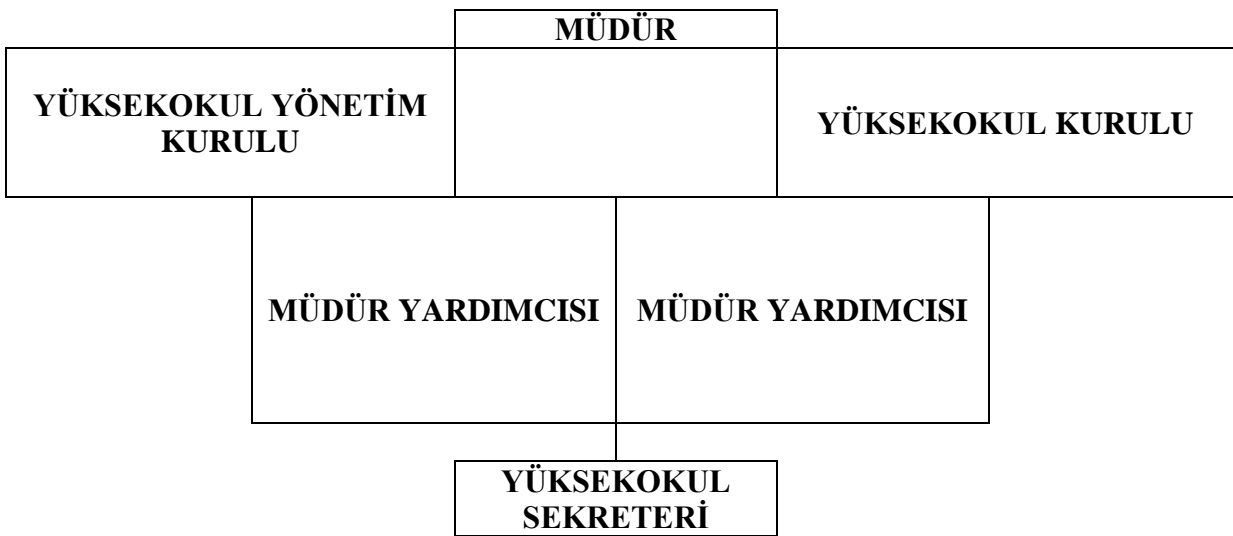 MÜDÜR
YÜKSEKOKUL YÖNETİM
KURULU
YÜKSEKOKUL KURULU
MÜDÜR YARDIMCISI
MÜDÜR YARDIMCISI
YÜKSEKOKUL
SEKRETERİ